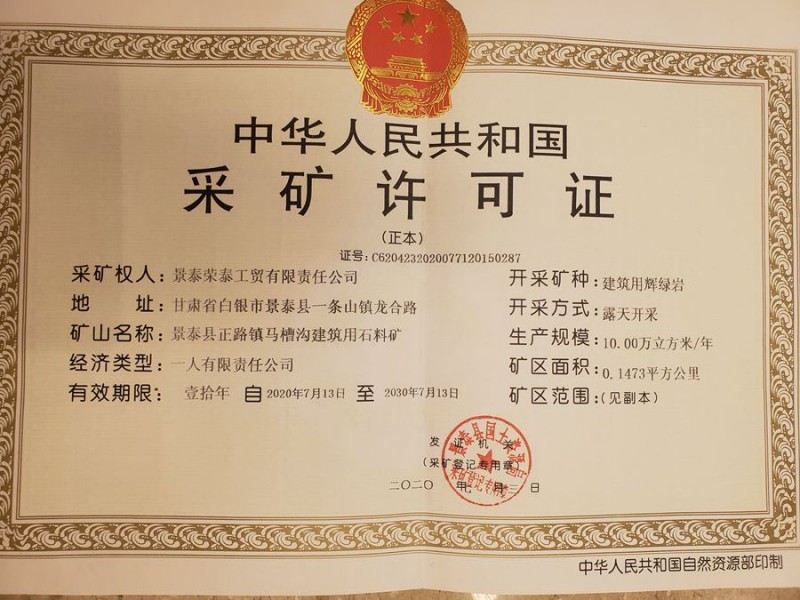 中华人民共和国
采矿许可证
(正本)
证号: C6204232020077120150287
采矿权人: 景泰荣泰工贸有限责任公司
地 址: 甘肃省白银市景泰县一条山镇龙合路
矿山名称: 景泰县正路镇马槽沟建筑用石料矿
经济类型: 一人有限责任公司
有效期限: 壹拾年 自 2020年7月13日 至 2030年7月13日
开采矿种: 建筑用辉绿岩
开采方式: 露天开采
生产规模: 10.00万立方米/年
矿区面积: 0.1473平方公里
矿区范围: (见副本)
发证机关
(采矿登记专用章)
二〇二〇 年 月 三 日
中华人民共和国自然资源部印制